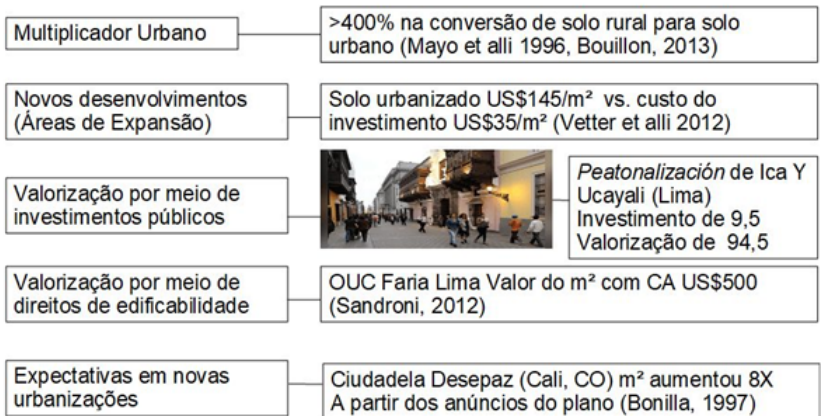 Multiplicador Urbano
>400% na conversão de solo rural para solo
urbano (Mayo et alli 1996, Bouillon, 2013)
Novos desenvolvimentos
(Áreas de Expansão)
Solo urbanizado US$145/m² vs. custo do
investimento US$35/m² (Vetter et alli 2012)
Valorização por meio de
investimentos públicos
Peatonalización de Ica Y
Ucayali (Lima)
Investimento de 9,5
Valorização de 94,5
Valorização por meio de
direitos de edificabilidade
OUC Faria Lima Valor do m² com CA US$500
(Sandroni, 2012)
Expectativas em novas
urbanizações
Ciudadela Desepaz (Cali, CO) m² aumentou 8X
A partir dos anúncios do plano (Bonilla, 1997)